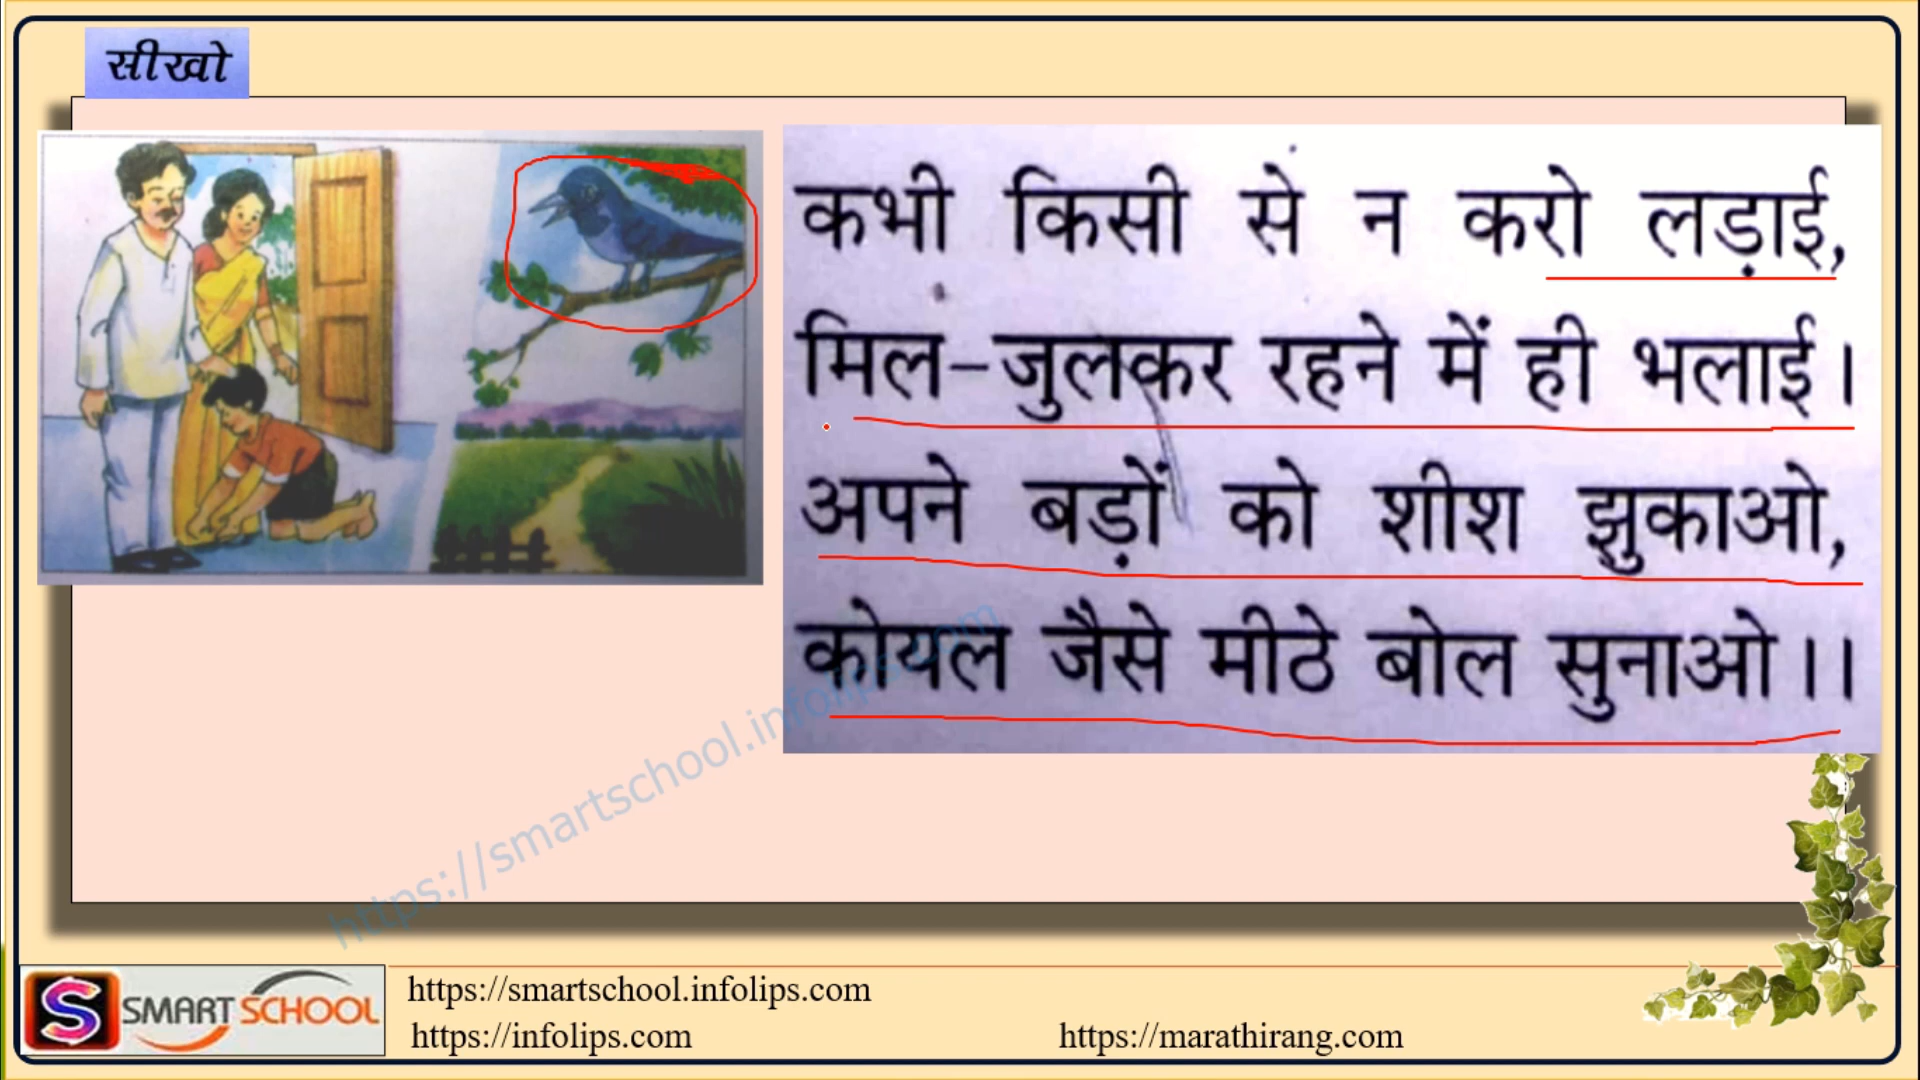 सीखो
कभी किसी से न करो लड़ाई,
मिल-जुलकर रहने में ही भलाई।
अपने बड़ों को शीश झुकाओ,
कोयल जैसे मीठे बोल सुनाओ।।
https://smartschool.infolips.com
S SMART SCHOOL
https://smartschool.infolips.com
https://infolips.com
https://marathirang.com